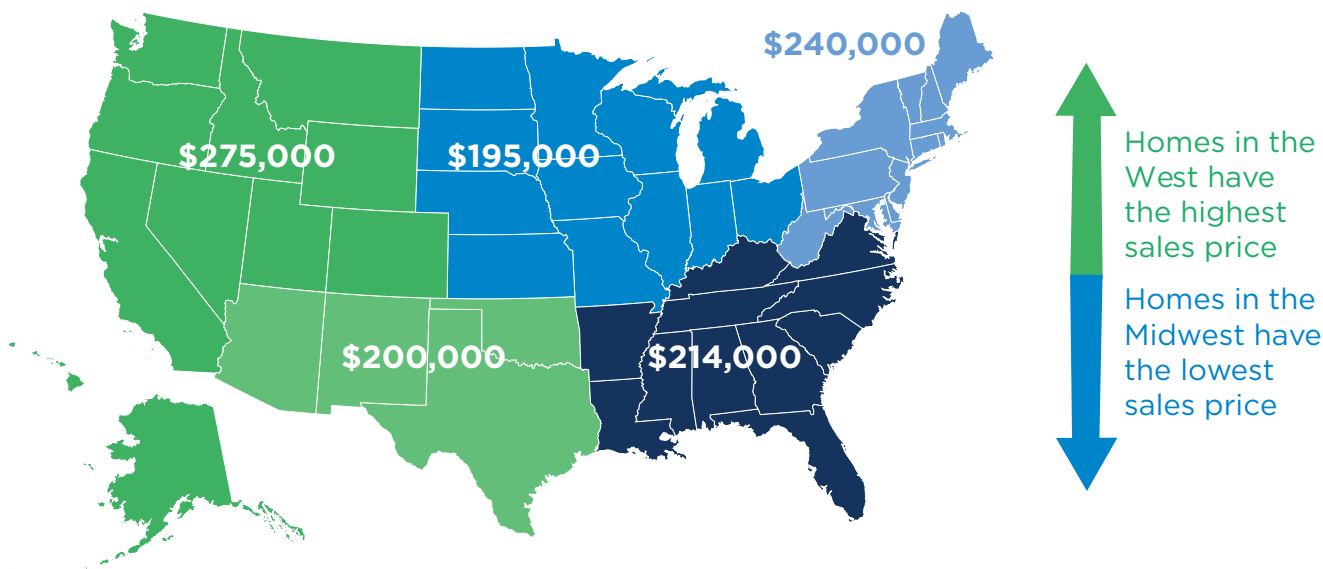 $240,000
$275,000
$195,000
$200,000
$214,000
Homes in the
West have
the highest
sales price
Homes in the
Midwest have
the lowest
sales price